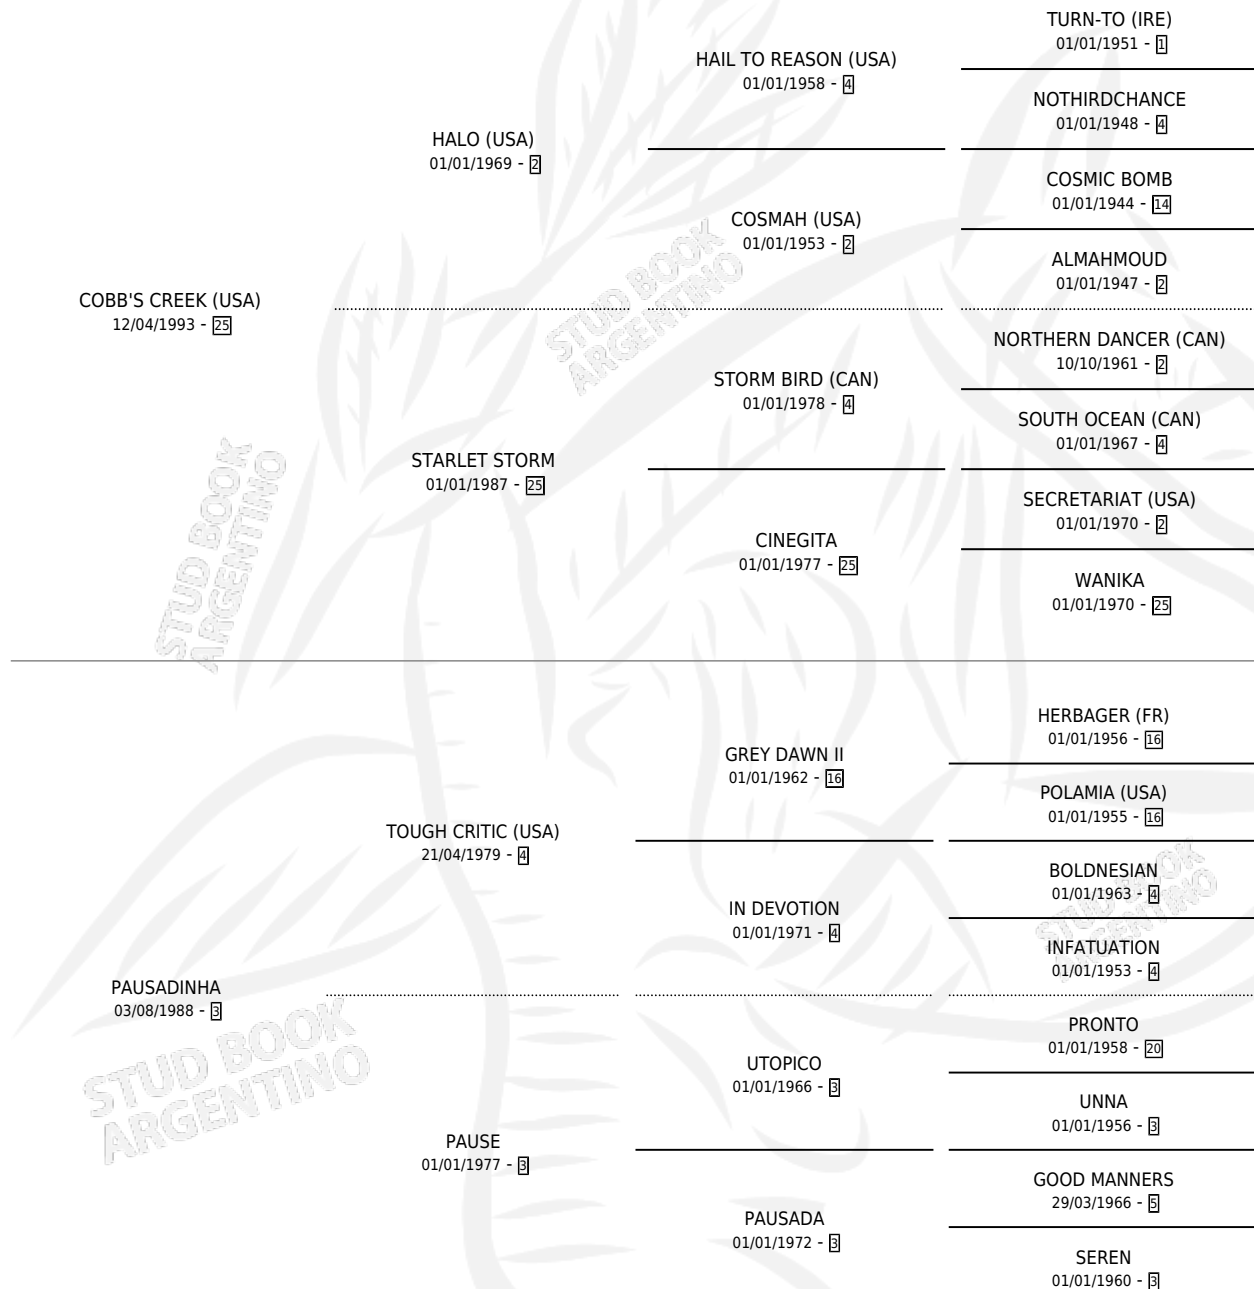 TURN-TO (IRE)
01/01/1951 - 1
HAIL TO REASON (USA)
01/01/1958 - 4
NOTHIRDCHANCE
01/01/1948 - 4
HALO (USA)
01/01/1969 - 2
COSMIC BOMB
01/01/1944 - 14
COSMAH (USA)
01/01/1953 - 2
ALMAHMOUD
01/01/1947 - 2
COBB'S CREEK (USA)
12/04/1993 - 25
NORTHERN DANCER (CAN)
10/10/1961 - 2
STORM BIRD (CAN)
01/01/1978 - 4
SOUTH OCEAN (CAN)
01/01/1967 - 4
STARLET STORM
01/01/1987 - 25
SECRETARIAT (USA)
01/01/1970 - 2
CINEGITA
01/01/1977 - 25
WANIKA
01/01/1970 - 25
HERBAGER (FR)
01/01/1956 - 16
GREY DAWN II
01/01/1962 - 16
POLAMIA (USA)
01/01/1955 - 16
TOUGH CRITIC (USA)
21/04/1979 - 4
BOLDNESIAN
01/01/1963 - 4
IN DEVOTION
01/01/1971 - 4
INFATUATION
01/01/1953 - 4
PAUSADINHA
03/08/1988 - 3
PRONTO
01/01/1958 - 20
UTOPICO
01/01/1966 - 3
UNNA
01/01/1956 - 3
PAUSE
01/01/1977 - 3
GOOD MANNERS
29/03/1966 - 5
PAUSADA
01/01/1972 - 3
SEREN
01/01/1960 - 3
STUD BOOK
ARGENTINO
STUD BOOK
ARGENTINO
STUD BOOK
ARGENTINO
STUD BOOK
ARGENTINO